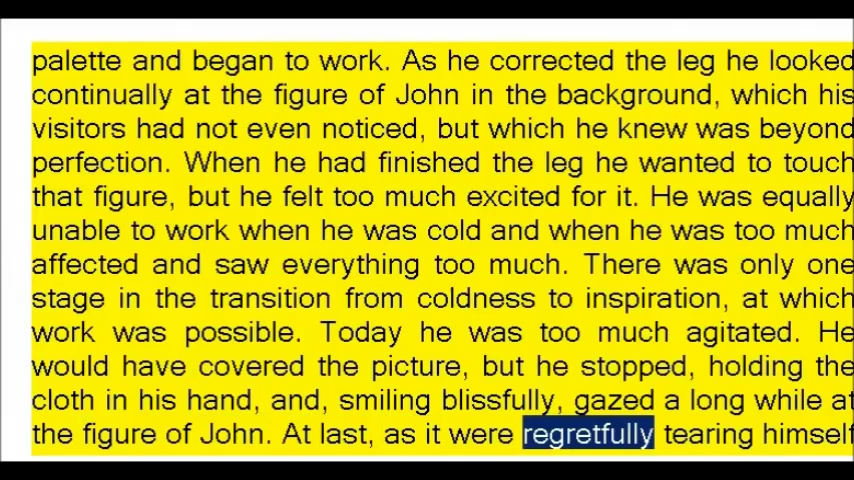 palette and began to work. As he corrected the leg he looked
continually at the figure of John in the background, which his
visitors had not even noticed, but which he knew was beyond
perfection. When he had finished the leg he wanted to touch
that figure, but he felt too much excited for it. He was equally
unable to work when he was cold and when he was too much
affected and saw everything too much. There was only one
stage in the transition from coldness to inspiration, at which
work was possible. Today he was too much agitated. He
would have covered the picture, but he stopped, holding the
cloth in his hand, and, smiling blissfully, gazed a long while at
the figure of John. At last, as it were regretfully tearing himself